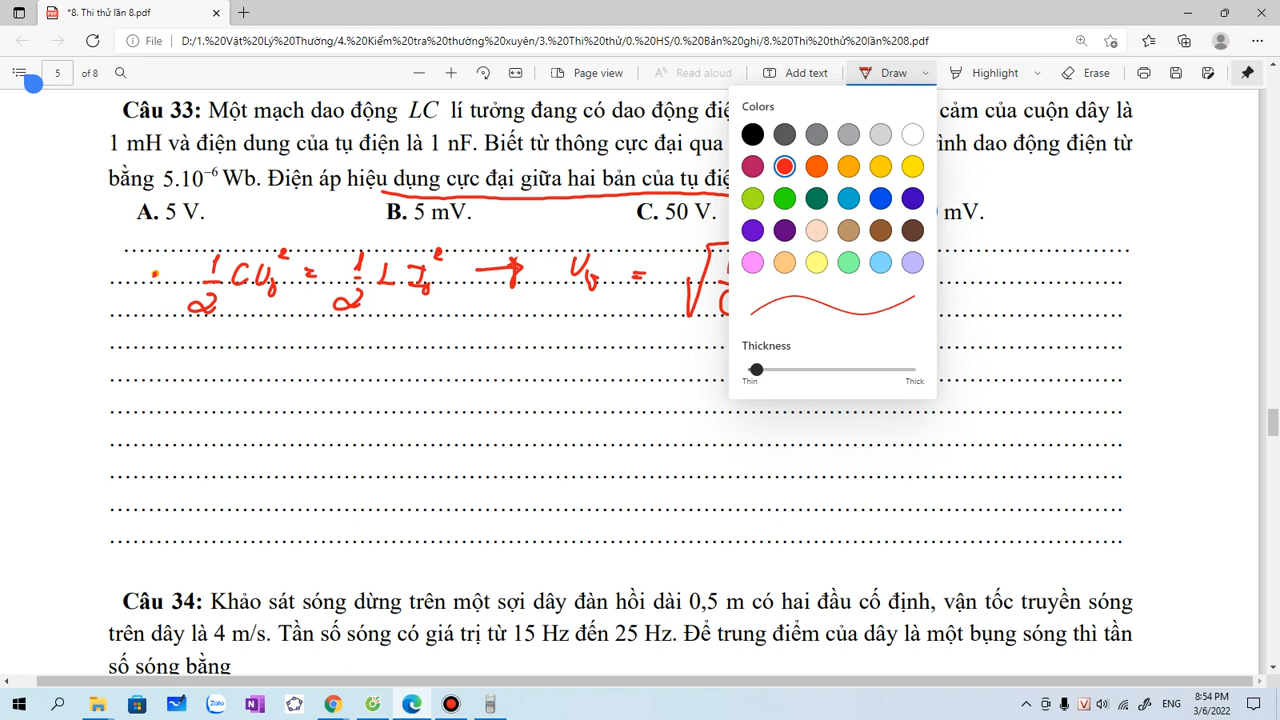 *8. Thi thử lần 8.pdf
File D:/1.%20Vật%20Lý%20Thường/4.%20Kiểm%20tra%20thường%20xuyên/3.%20Thi%20thử/0.%20HS/0.%20Bản%20ghi/8.%20Thi%20thử%20lần%208.pdf
5 of 8 Page view Read aloud Add text Draw Highlight Erase
Câu 33: Một mạch dao động LC lí tưởng đang có dao động điệ cảm của cuộn dây là
1 mH và điện dung của tụ điện là 1 nF. Biết từ thông cực đại qua rình dao động điện từ
bằng 5.10⁻⁶ Wb. Điện áp hiệu dụng cực đại giữa hai bản của tụ điệ
A. 5 V. B. 5 mV. C. 50 V. mV.
1/2 CU₀² = 1/2 LI₀² → U₀ = √
Colors
Thickness
Thin Thick
Câu 34: Khảo sát sóng dừng trên một sợi dây đàn hồi dài 0,5 m có hai đầu cố định, vận tốc truyền sóng
trên dây là 4 m/s. Tần số sóng có giá trị từ 15 Hz đến 25 Hz. Để trung điểm của dây là một bụng sóng thì tần
số sóng bằng
Zalo
ENG
8:54 PM
3/6/2022